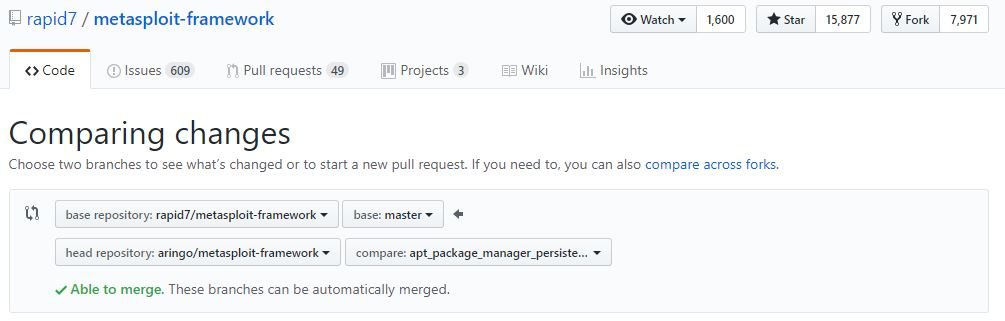 rapid7 / metasploit-framework Watch 1,600 Star 15,877 Fork 7,971
Code Issues 609 Pull requests 49 Projects 3 Wiki Insights
Comparing changes
Choose two branches to see what's changed or to start a new pull request. If you need to, you can also compare across forks.
base repository: rapid7/metasploit-framework base: master
head repository: aringo/metasploit-framework compare: apt_package_manager_persiste...
Able to merge. These branches can be automatically merged.